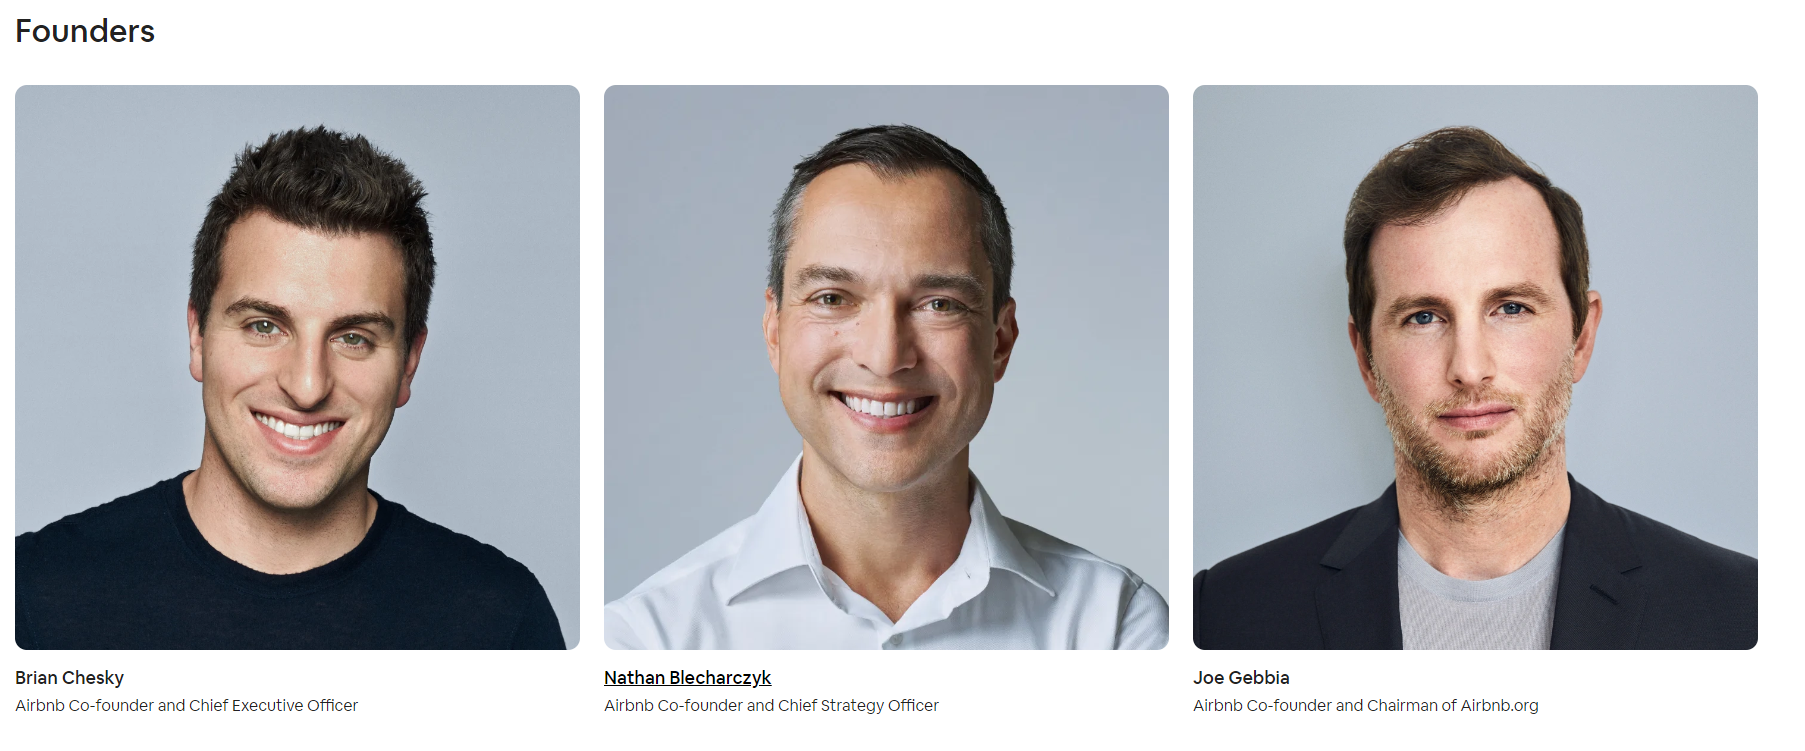 Founders
Brian Chesky
Airbnb Co-founder and Chief Executive Officer
Nathan Blecharczyk
Airbnb Co-founder and Chief Strategy Officer
Joe Gebbia
Airbnb Co-founder and Chairman of Airbnb.org